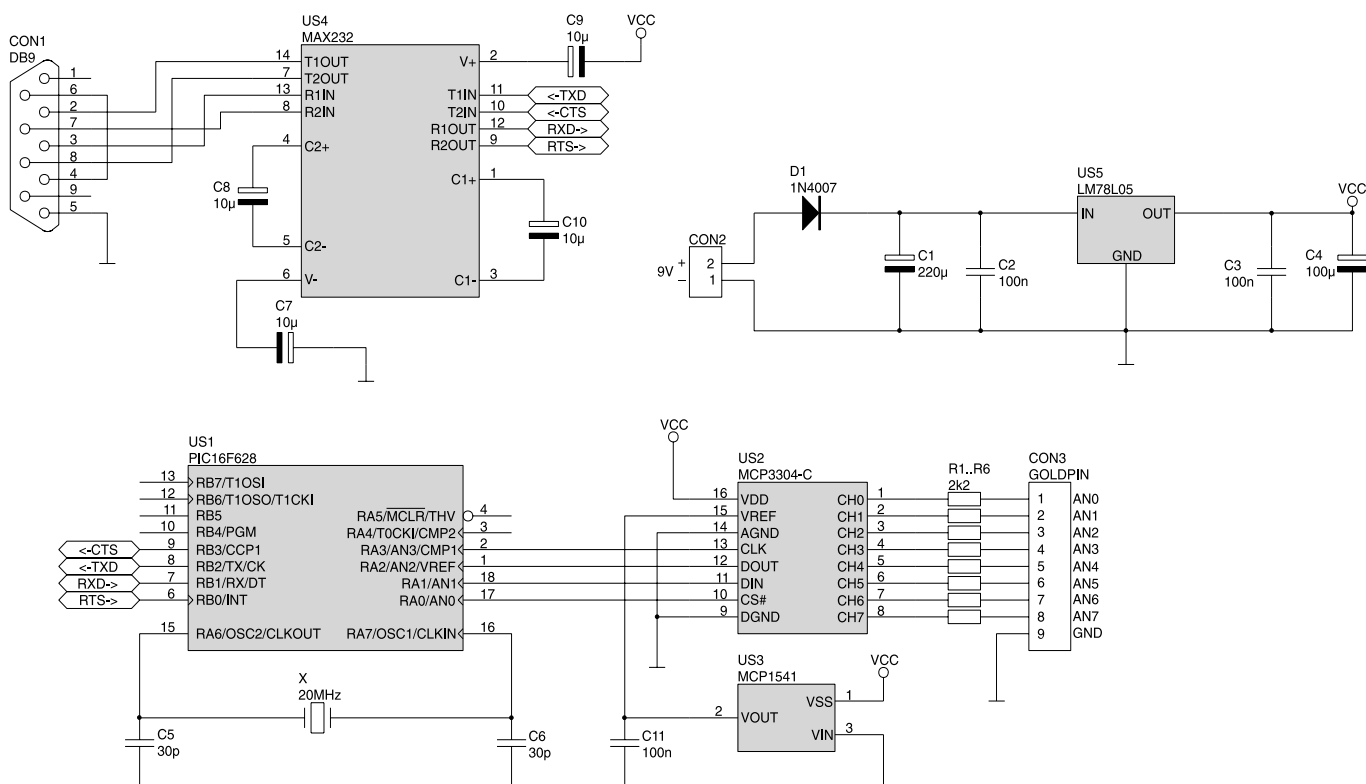 CON1
DB9
1
6
2
7
3
8
4
9
5
US4
MAX232
14 T1OUT
7 T2OUT
13 R1IN
8 R2IN
4 C2+
5 C2-
6 V-
V+ 2
T1IN 11 <-TXD
T2IN 10 <-CTS
R1OUT 12 RXD->
R2OUT 9 RTS->
C1+ 1
C1- 3
C9
10µ
VCC
C8
10µ
C10
10µ
C7
10µ
D1
1N4007
CON2
9V + 2
- 1
C1
220µ
C2
100n
US5
LM78L05
IN OUT
GND
C3
100n
C4
100µ
VCC
US1
PIC16F628
13 RB7/T1OSI
12 RB6/T1OSO/T1CKI
11 RB5
10 RB4/PGM
<-CTS 9 RB3/CCP1
<-TXD 8 RB2/TX/CK
RXD-> 7 RB1/RX/DT
RTS-> 6 RB0/INT
15 RA6/OSC2/CLKOUT
RA5/MCLR/THV 4
RA4/T0CKI/CMP2 3
RA3/AN3/CMP1 2
RA2/AN2/VREF 1
RA1/AN1 18
RA0/AN0 17
RA7/OSC1/CLKIN 16
X
20MHz
C5
30p
C6
30p
VCC
US2
MCP3304-C
16 VDD CH0 1
15 VREF CH1 2
14 AGND CH2 3
13 CLK CH3 4
12 DOUT CH4 5
11 DIN CH5 6
10 CS# CH6 7
9 DGND CH7 8
R1..R6
2k2
CON3
GOLDPIN
1 AN0
2 AN1
3 AN2
4 AN3
5 AN4
6 AN5
7 AN6
8 AN7
9 GND
US3
MCP1541
2 VOUT
VSS 1
VIN 3
VCC
C11
100n